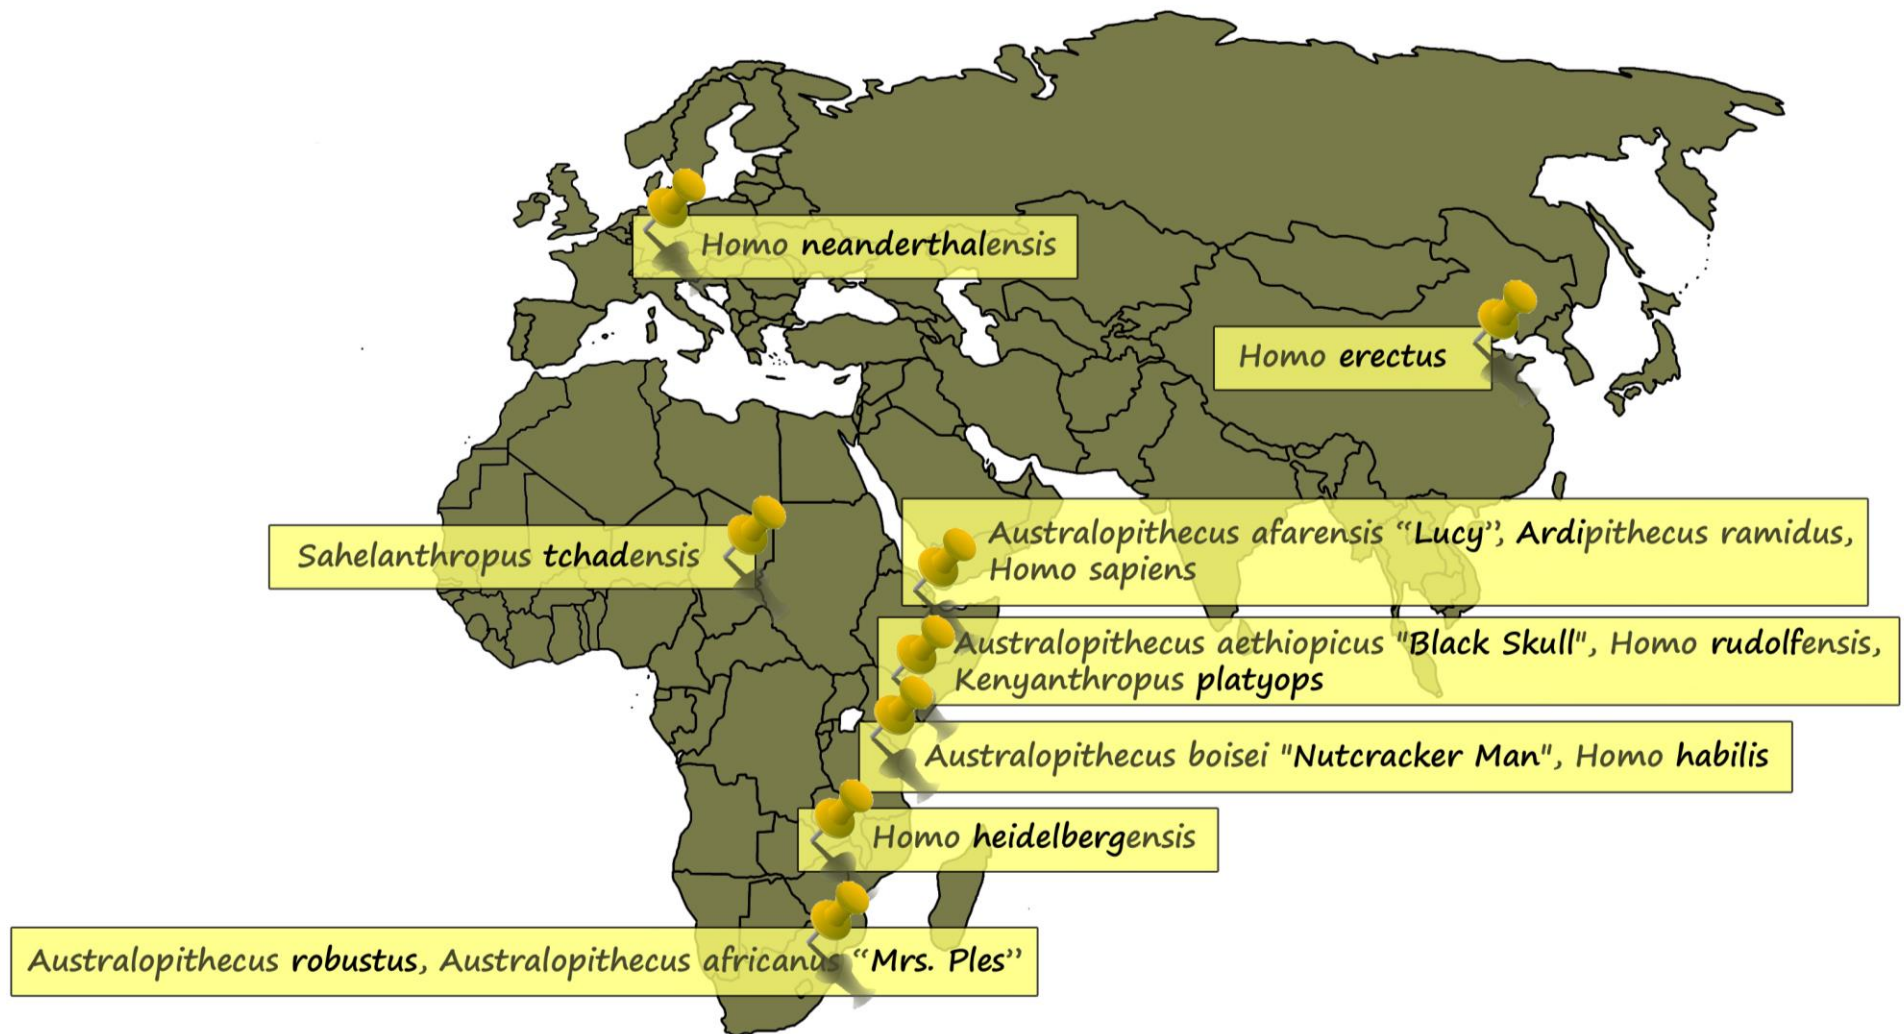 Homo neanderthalensis
Homo erectus
Sahelanthropus tchadensis
Australopithecus afarensis “Lucy”, Ardipithecus ramidus,
Homo sapiens
Australopithecus aethiopicus "Black Skull", Homo rudolfensis,
Kenyanthropus platyops
Australopithecus boisei "Nutcracker Man", Homo habilis
Homo heidelbergensis
Australopithecus robustus, Australopithecus africanus “Mrs. Ples”